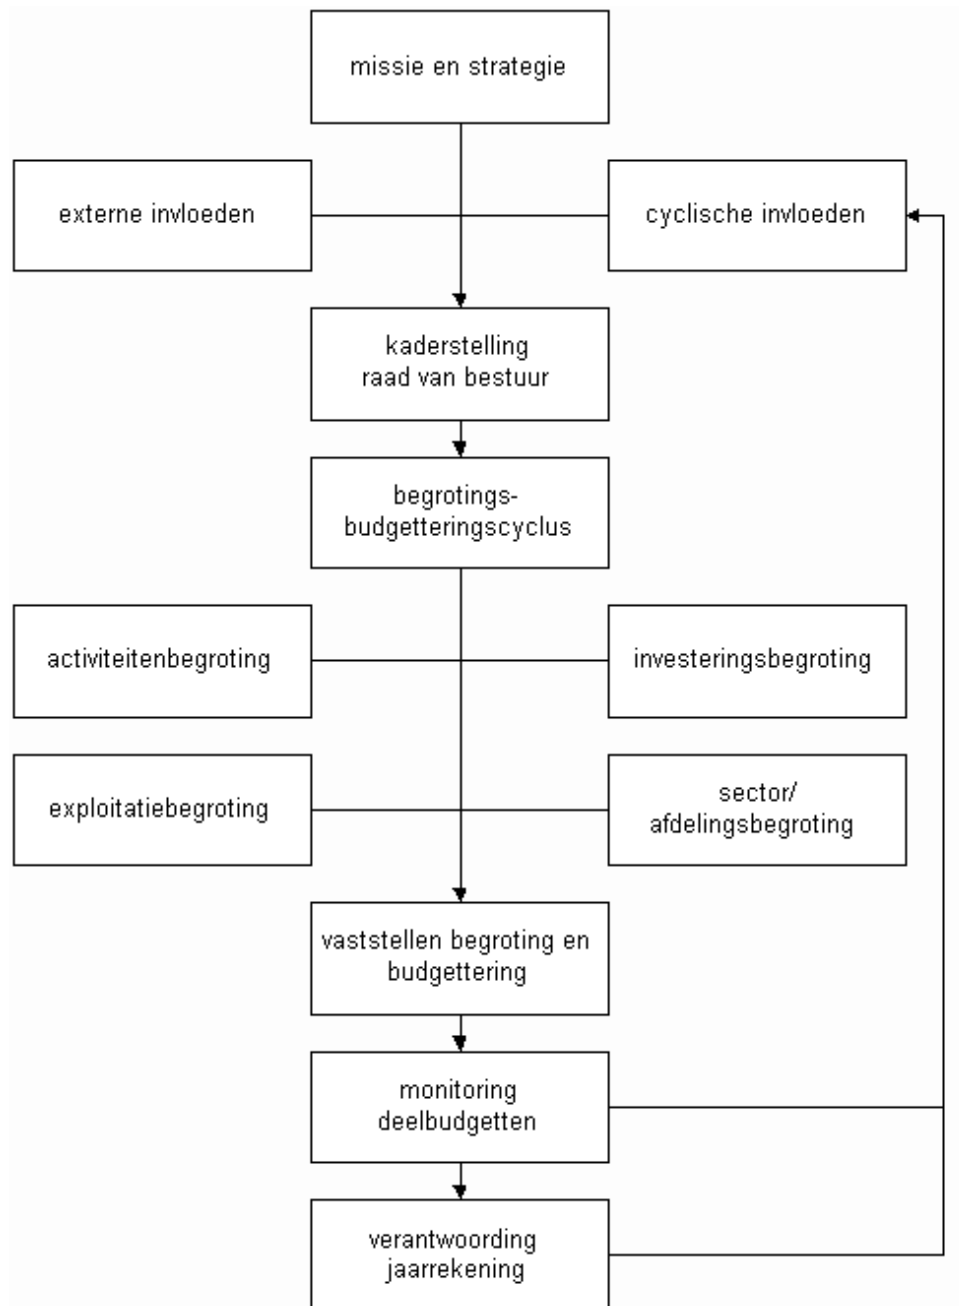 missie en strategie
externe invloeden
cyclische invloeden
kaderstelling
raad van bestuur
begrotings-
budgetteringscyclus
activiteitenbegroting
investeringsbegroting
exploitatiebegroting
sector/
afdelingsbegroting
vaststellen begroting en
budgettering
monitoring
deelbudgetten
verantwoording
jaarrekening